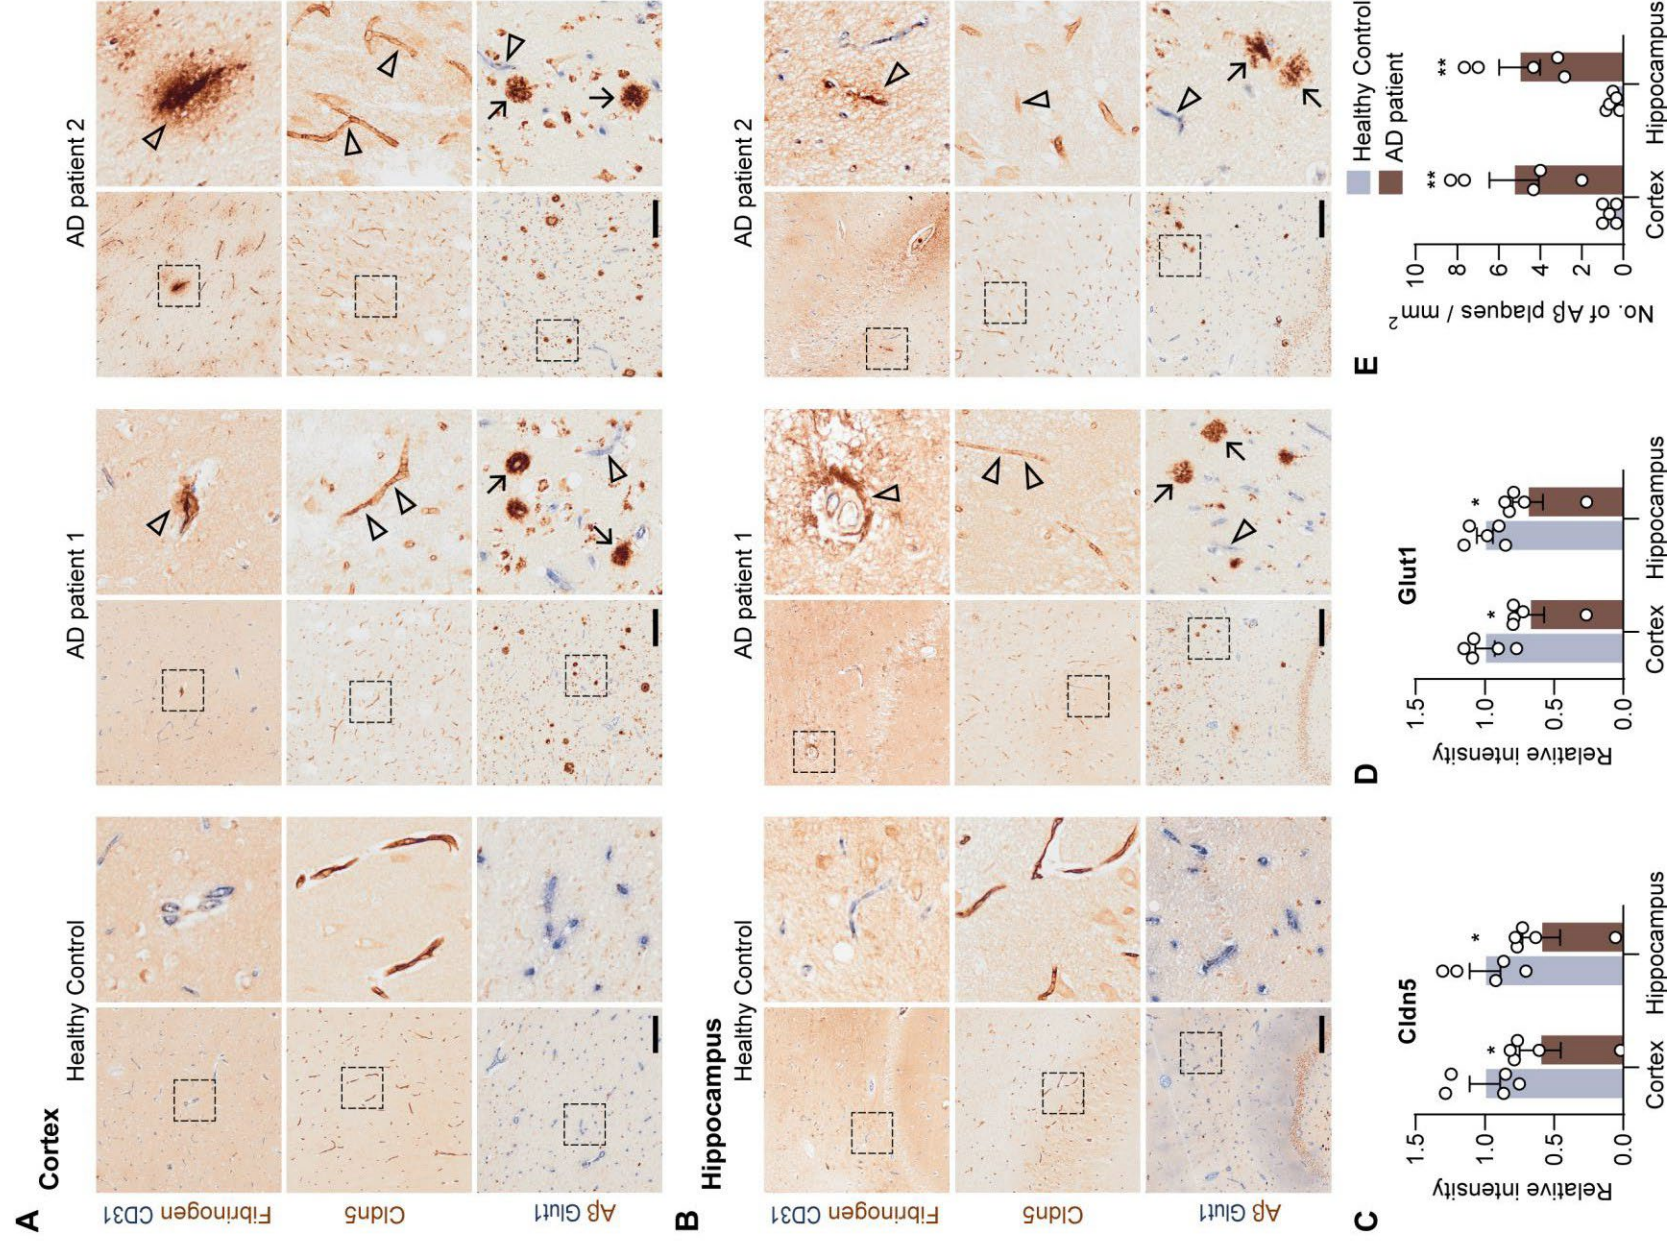 A
Cortex
Healthy Control
AD patient 1
AD patient 2
Fibrinogen CD31
Cldn5
Aβ Glut1
B
Hippocampus
Healthy Control
AD patient 1
AD patient 2
Fibrinogen CD31
Cldn5
Aβ Glut1
C
Cldn5
Relative intensity
1.5
1.0
0.5
0.0
*
*
Cortex
Hippocampus
D
Glut1
Relative intensity
1.5
1.0
0.5
0.0
*
*
Cortex
Hippocampus
E
Healthy Control
AD patient
No. of Aβ plaques / mm²
10
8
6
4
2
0
**
**
Cortex
Hippocampus